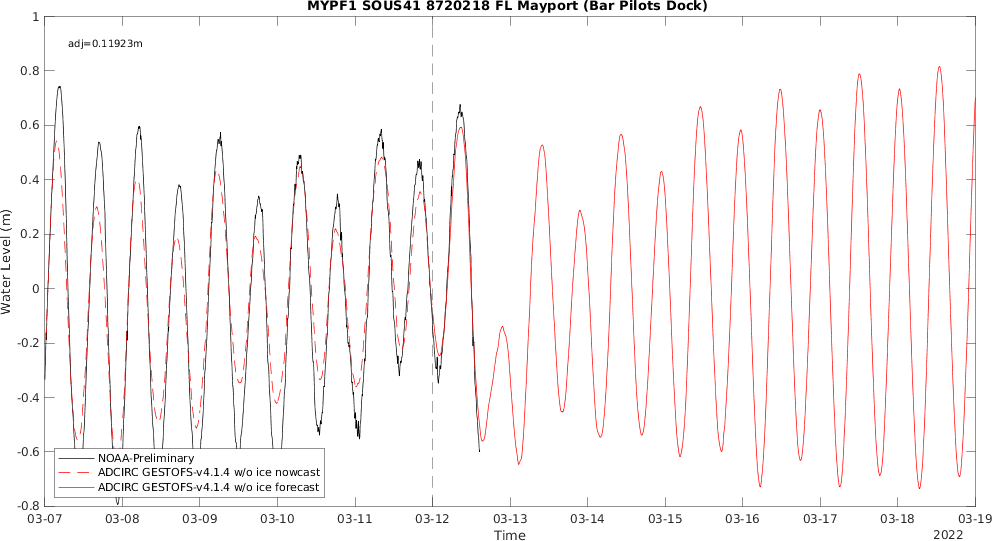 MYPF1 SOUS41 8720218 FL Mayport (Bar Pilots Dock)
1
adj=0.11923m
0.8
0.6
0.4
0.2
0
-0.2
-0.4
-0.6
-0.8
Water Level (m)
NOAA-Preliminary
ADCIRC GESTOFS-v4.1.4 w/o ice nowcast
ADCIRC GESTOFS-v4.1.4 w/o ice forecast
03-07 03-08 03-09 03-10 03-11 03-12 03-13 03-14 03-15 03-16 03-17 03-18 03-19
Time
2022